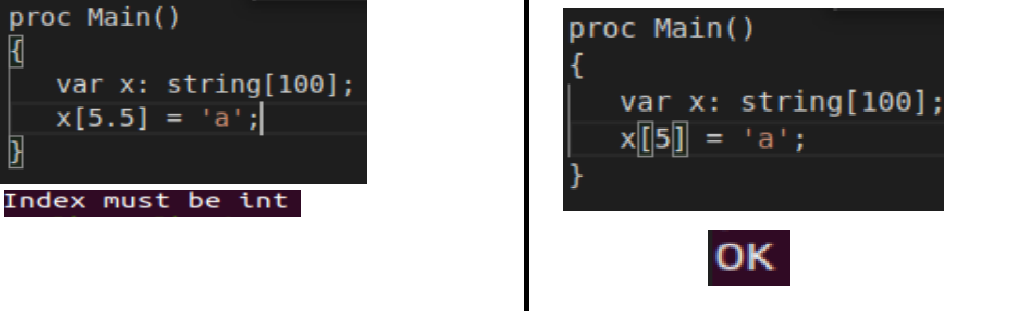 proc Main()
{
var x: string[100];
x[5.5] = 'a';
}
Index must be int
proc Main()
{
var x: string[100];
x[5] = 'a';
}
OK